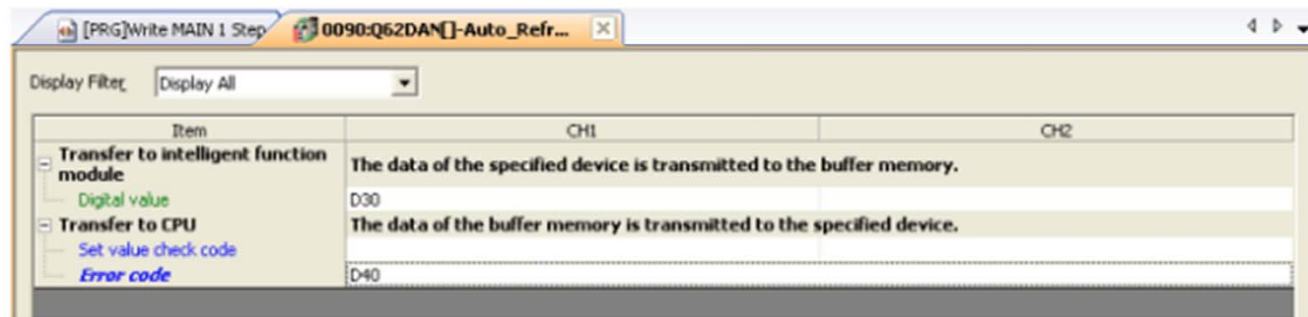 [PRG]Write MAIN 1 Step 0090:Q62DAN[]-Auto_Refr...
Display Filter Display All
Item CH1 CH2
Transfer to intelligent function module The data of the specified device is transmitted to the buffer memory.
Digital value D30
Transfer to CPU The data of the buffer memory is transmitted to the specified device.
Set value check code
Error code D40